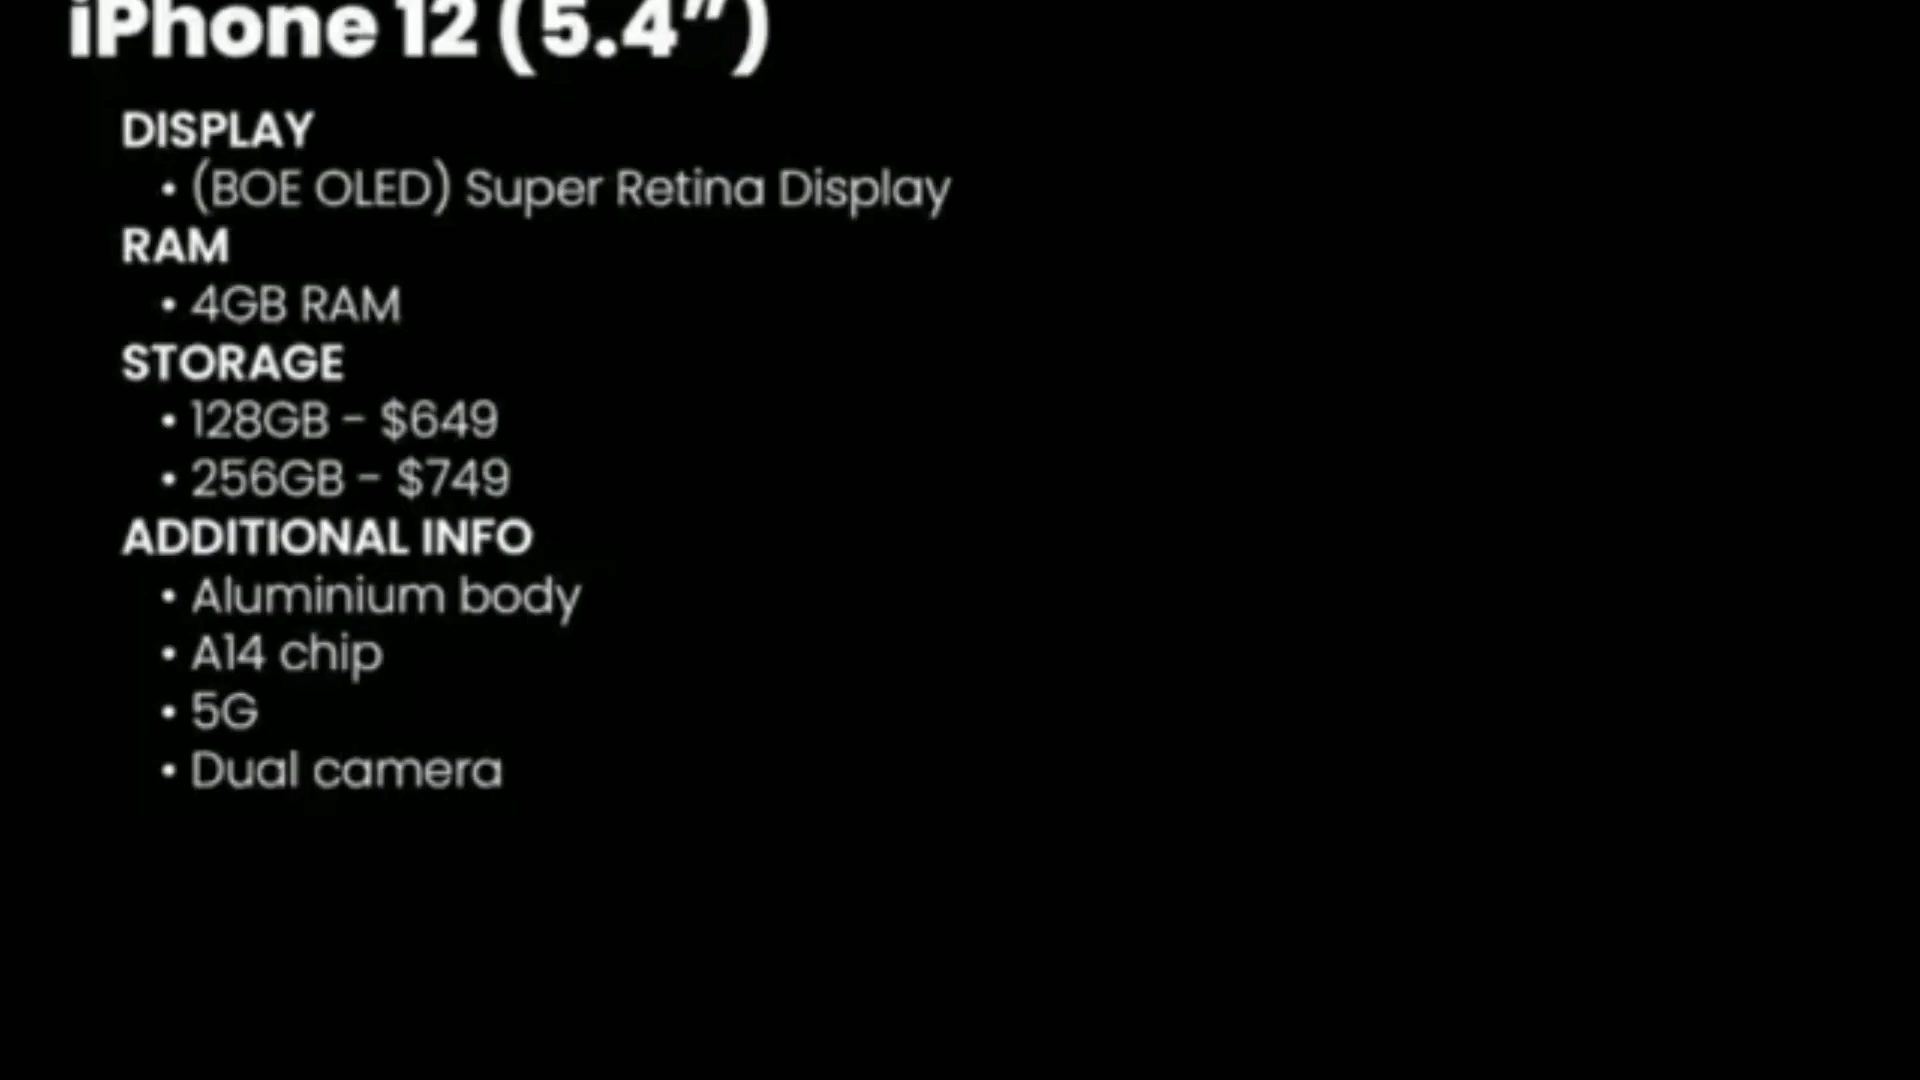 iPhone 12 (5.4”)
DISPLAY
• (BOE OLED) Super Retina Display
RAM
• 4GB RAM
STORAGE
• 128GB - $649
• 256GB - $749
ADDITIONAL INFO
• Aluminium body
• A14 chip
• 5G
• Dual camera